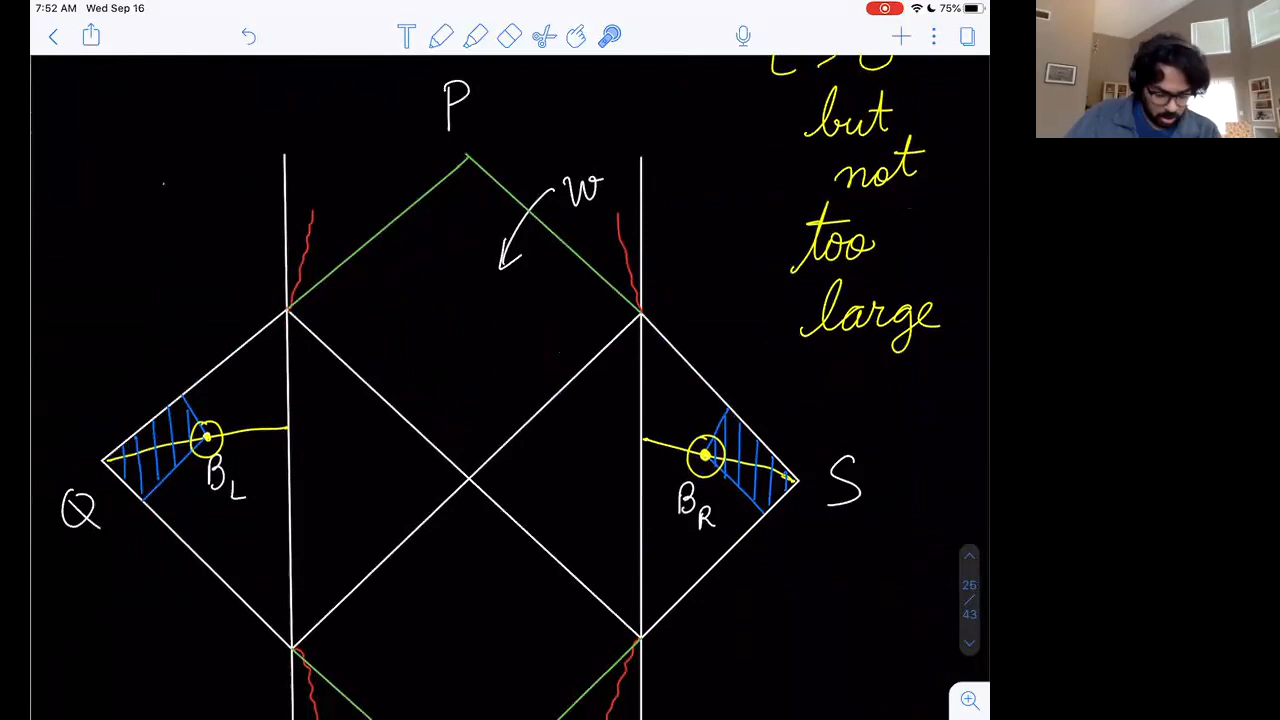 7:52 AM Wed Sep 16
75%
P
W
but
not
too
large
B_L
Q
B_R
S
25
/
43